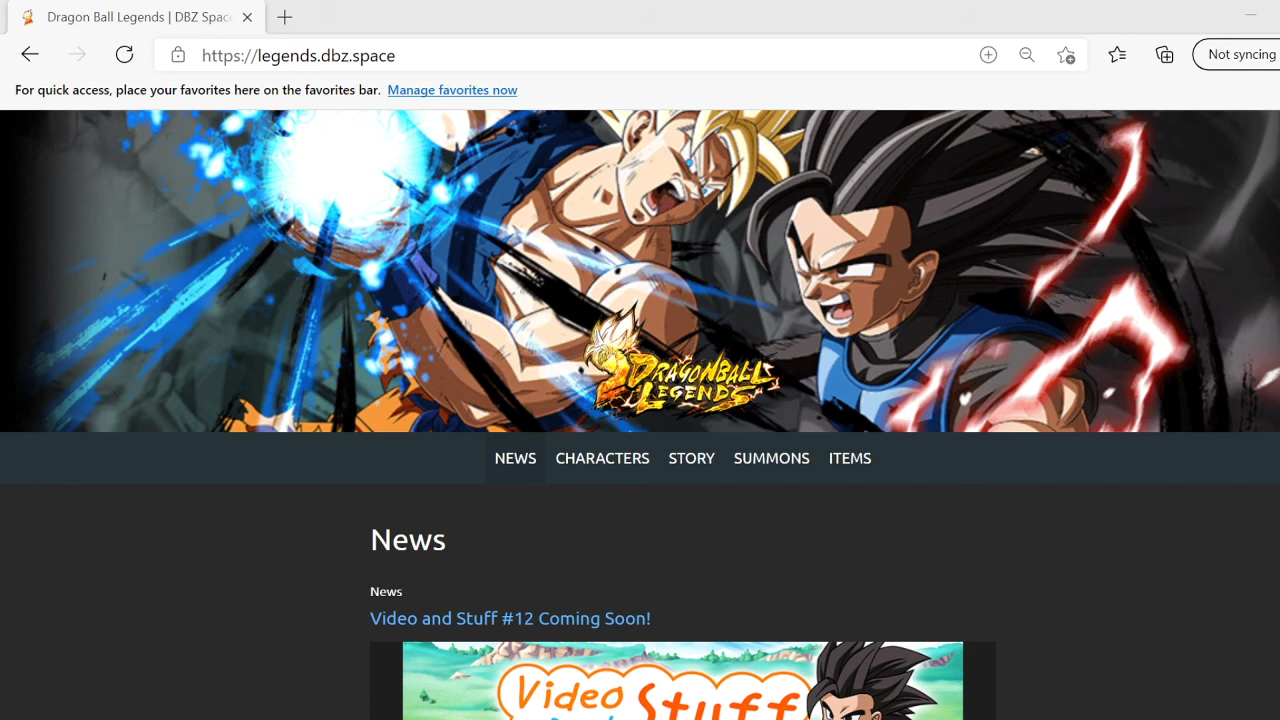 Dragon Ball Legends | DBZ Spac
https://legends.dbz.space
Not syncing
For quick access, place your favorites here on the favorites bar. Manage favorites now
DRAGONBALL
LEGENDS
NEWS CHARACTERS STORY SUMMONS ITEMS
News
News
Video and Stuff #12 Coming Soon!
Video Stuff